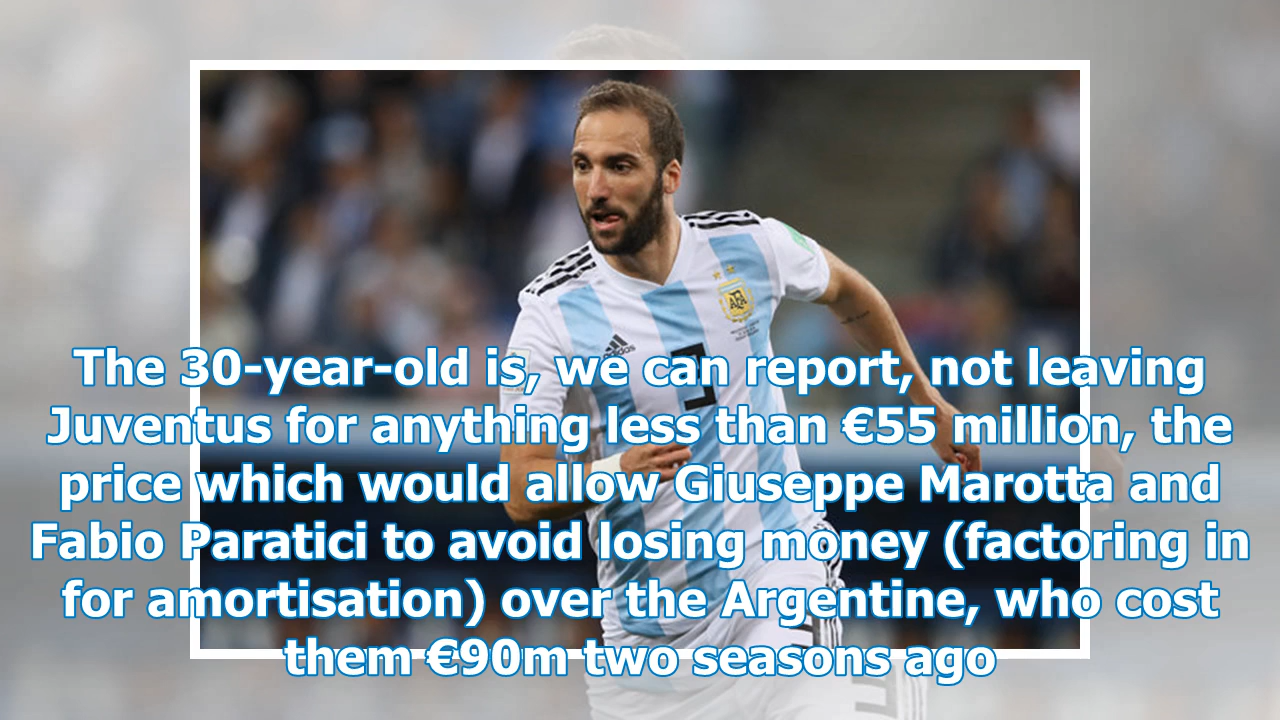 The 30-year-old is, we can report, not leaving
Juventus for anything less than €55 million, the
price which would allow Giuseppe Marotta and
Fabio Paratici to avoid losing money (factoring in
for amortisation) over the Argentine, who cost
them €90m two seasons ago
adidas
AFA